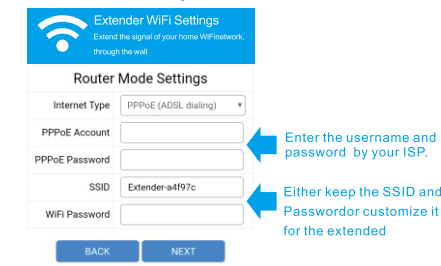 Extender WiFi Settings
Extend the signal of your home WiFinetwork,
through the wall
Router Mode Settings
Internet Type PPPoE (ADSL dialing)
PPPoE Account
Enter the username and
password by your ISP.
PPPoE Password
SSID Extender-a4f97c
Either keep the SSID and
Passwordor customize it
for the extended
WiFi Password
BACK NEXT